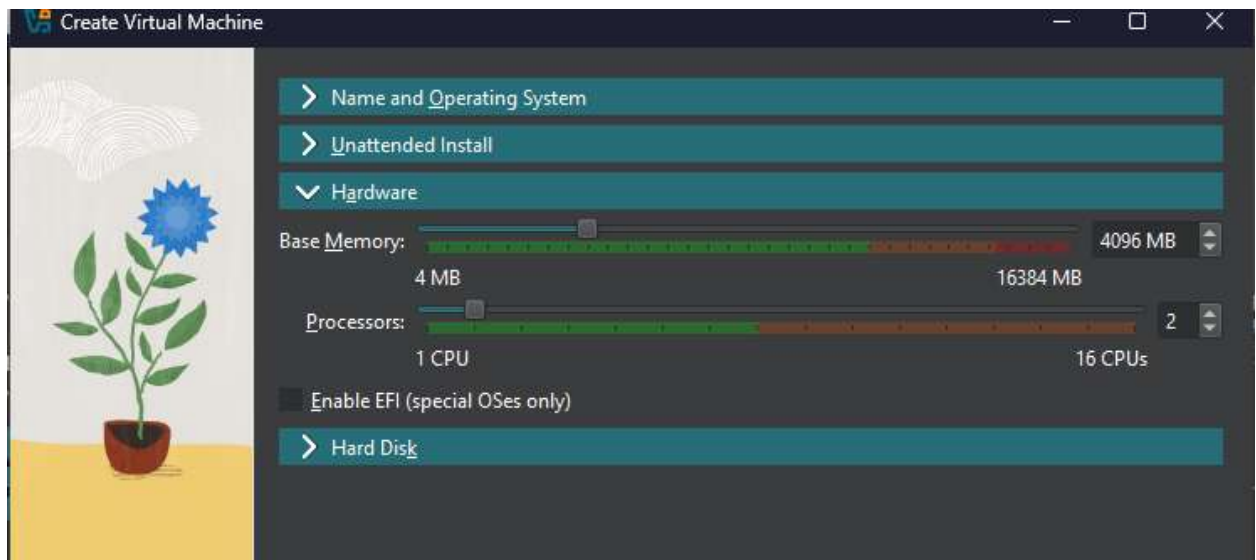 Create Virtual Machine
Name and Operating System
Unattended Install
Hardware
Base Memory: 4096 MB
4 MB 16384 MB
Processors: 2
1 CPU 16 CPUs
Enable EFI (special OSes only)
Hard Disk